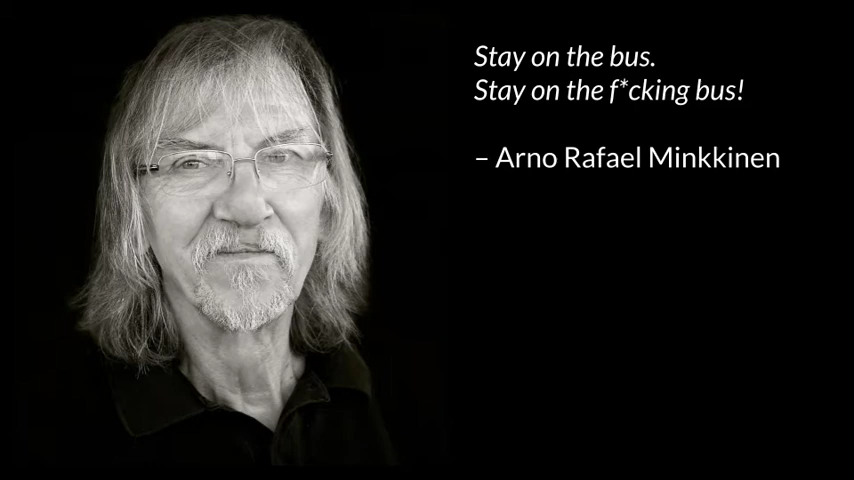 Stay on the bus.
Stay on the f*cking bus!
– Arno Rafael Minkkinen